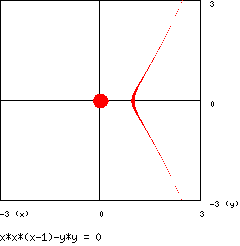 3
0
-3 (y)
-3 (x) 0 3
x*x*(x-1)-y*y = 0